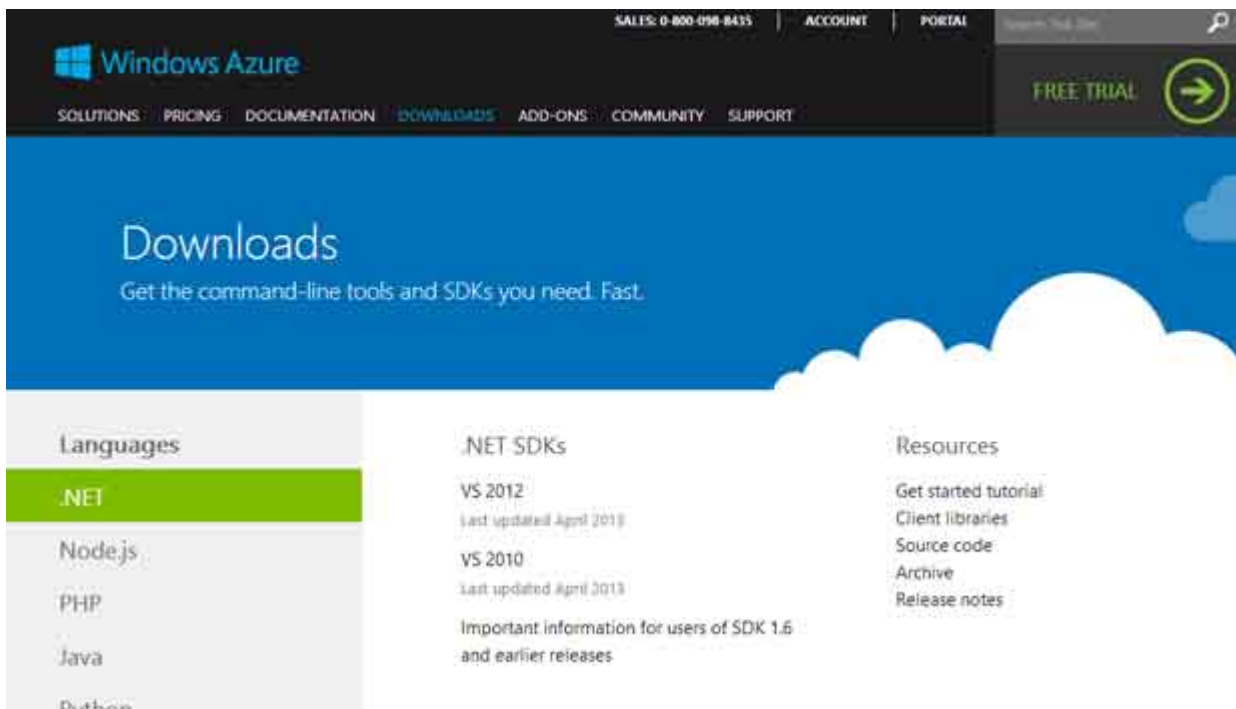 SALES: 0-800-098-8435 | ACCOUNT | PORTAL
Windows Azure
FREE TRIAL
SOLUTIONS PRICING DOCUMENTATION DOWNLOADS ADD-ONS COMMUNITY SUPPORT
Downloads
Get the command-line tools and SDKs you need. Fast.
Languages
.NET
Node.js
PHP
Java
Python
.NET SDKs
VS 2012
Last updated April 2013
VS 2010
Last updated April 2013
Important information for users of SDK 1.6
and earlier releases
Resources
Get started tutorial
Client libraries
Source code
Archive
Release notes